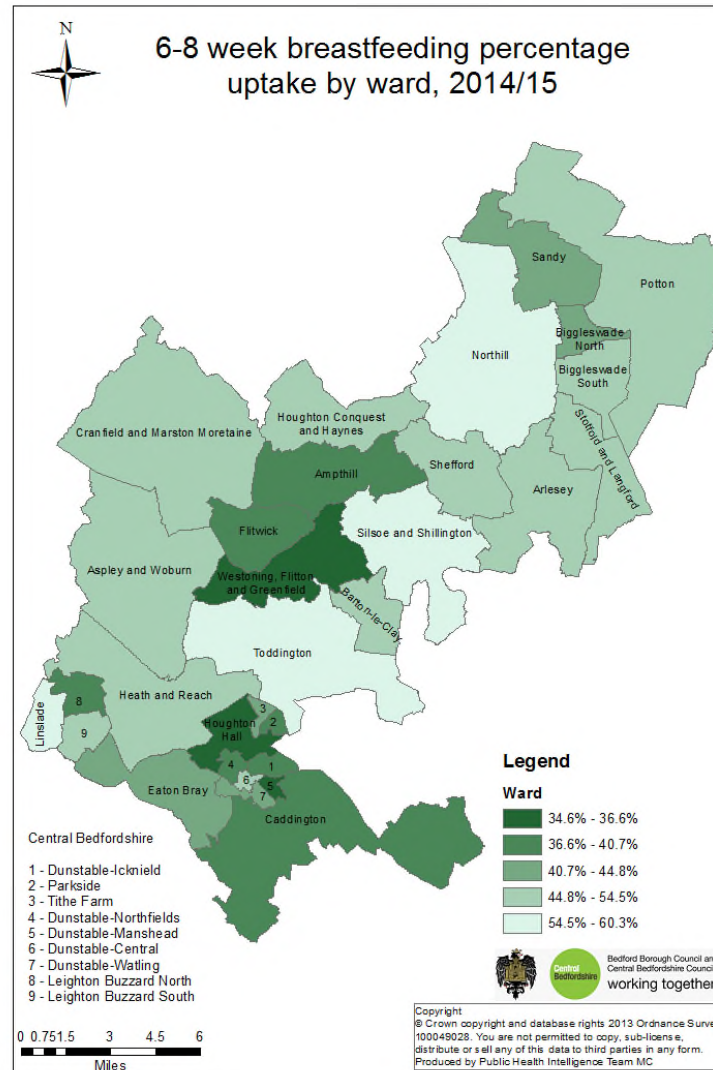 N
6-8 week breastfeeding percentage
uptake by ward, 2014/15
Sandy
Potton
Biggleswade
North
Northill
Biggleswade
South
Houghton Conquest
and Haynes
Cranfield and Marston Moretaine
Stotfold and Langford
Shefford
Ampthill
Arlesey
Flitwick
Silsoe and Shillington
Aspley and Woburn
Westoning, Flitton
and Greenfield
Barton-le-Clay
Toddington
Heath and Reach
Linslade
8
9
3
2
Houghton
Hall
4
1
6
5
7
Eaton Bray
Caddington
Legend
Ward
34.6% - 36.6%
36.6% - 40.7%
40.7% - 44.8%
44.8% - 54.5%
54.5% - 60.3%
Central Bedfordshire
1 - Dunstable-Icknield
2 - Parkside
3 - Tithe Farm
4 - Dunstable-Northfields
5 - Dunstable-Manshead
6 - Dunstable-Central
7 - Dunstable-Watling
8 - Leighton Buzzard North
9 - Leighton Buzzard South
0 0.751.5 3 4.5 6
Miles
Central
Bedfordshire
Bedford Borough Council an
Central Bedfordshire Counci
working together
Copyright
© Crown copyright and database rights 2013 Ordnance Surve
100049028. You are not permitted to copy, sub-license,
distribute or sell any of this data to third parties in any form.
Produced by Public Health Intelligence Team MC